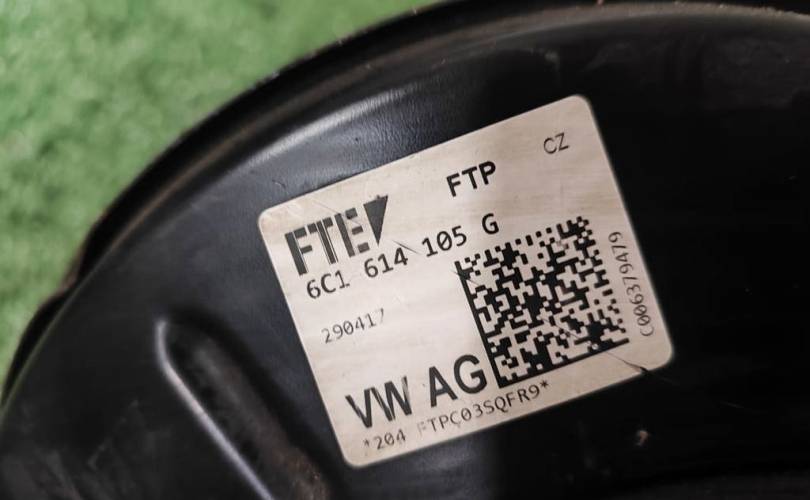 CZ
FTP
FTE
6C1 614 105 G
290417
C006379479
VW AG
*204 FTPC03SQFR9*